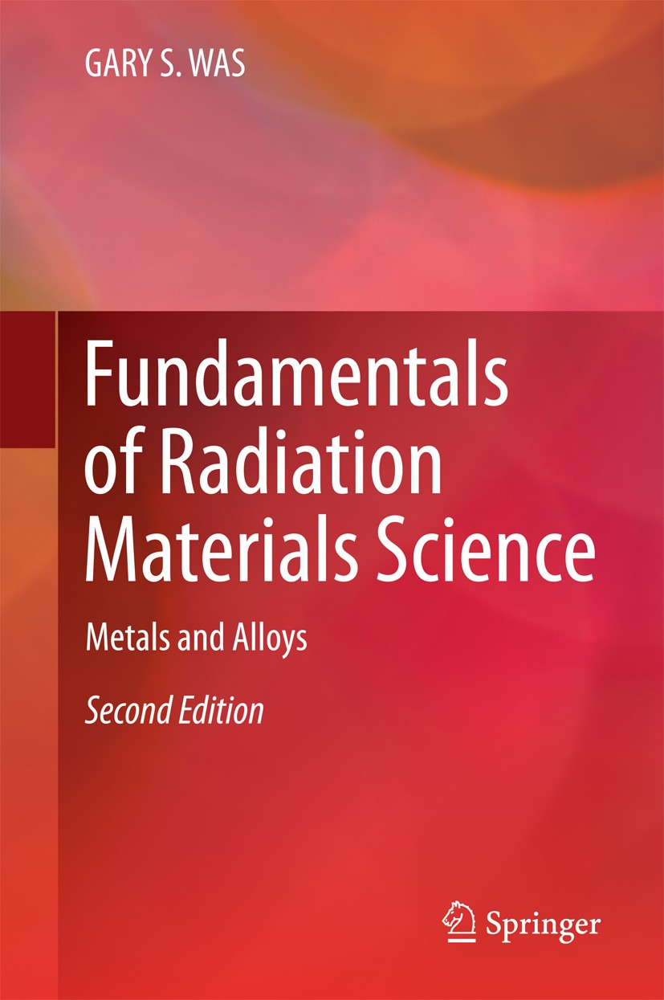 GARY S. WAS
Fundamentals
of Radiation
Materials Science
Metals and Alloys
Second Edition
Springer